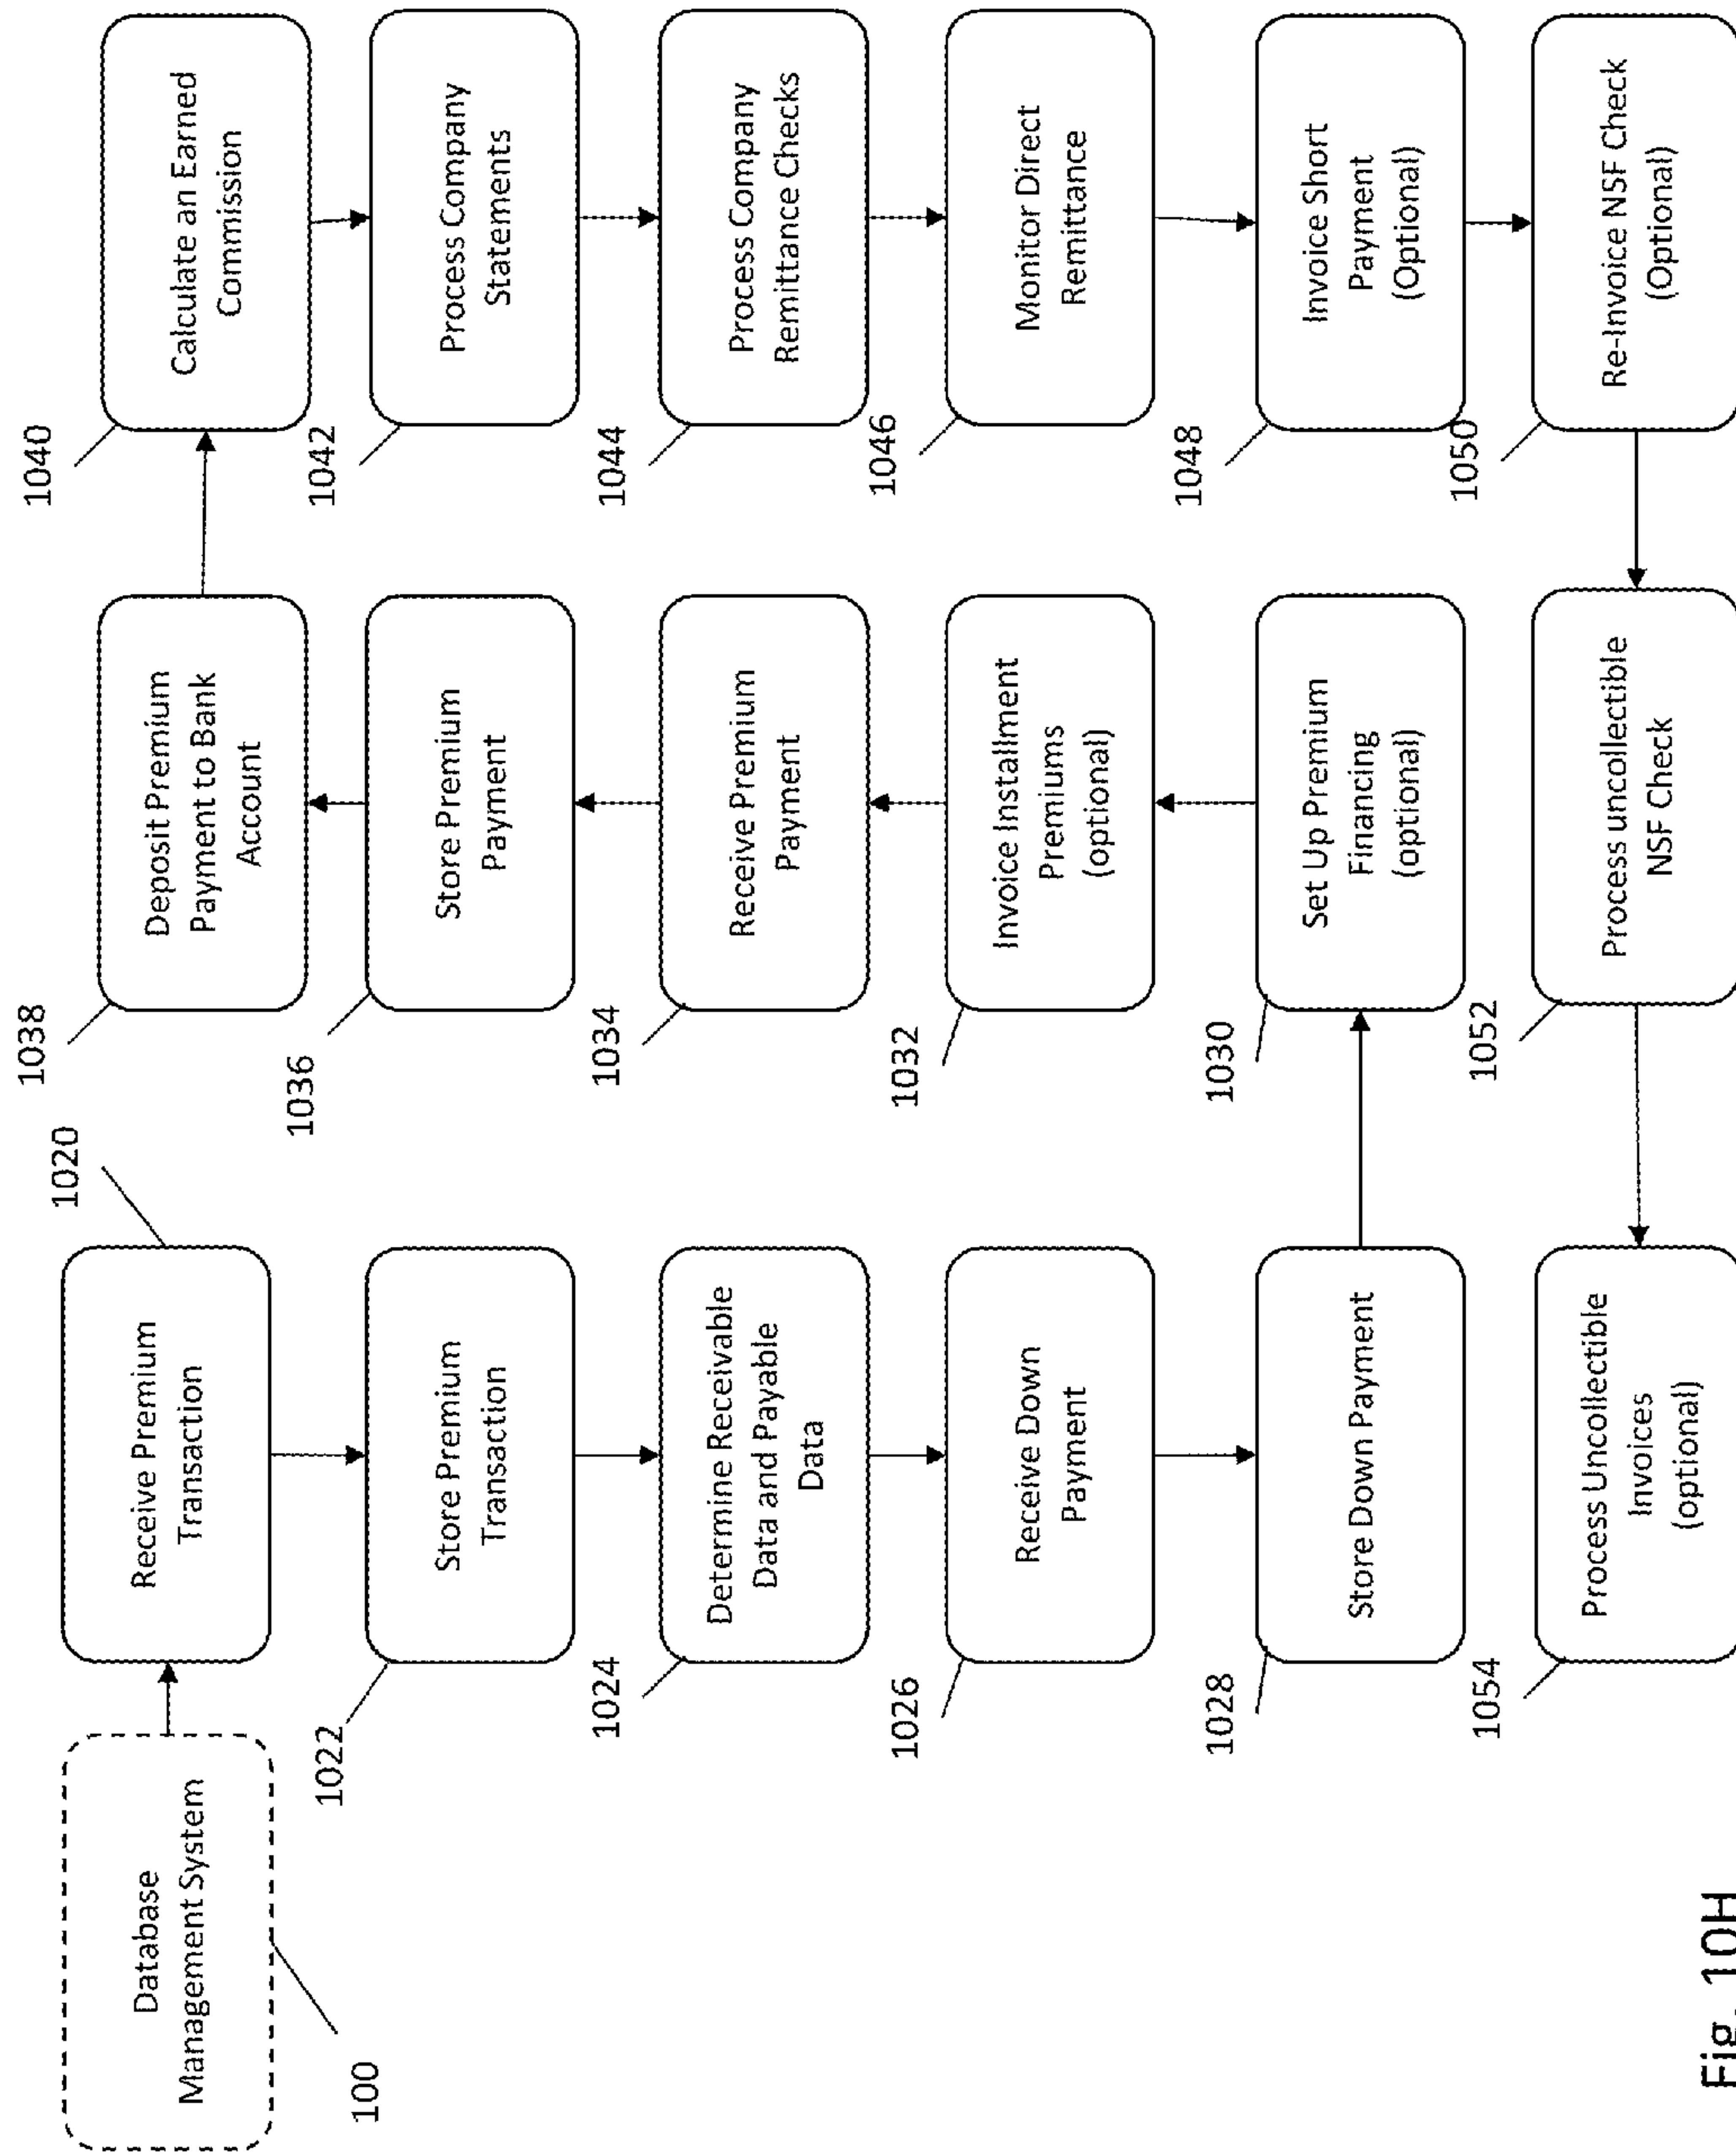 Database
Management System
100
Receive Premium
Transaction
1020
Store Premium
Transaction
1022
Determine Receivable
Data and Payable
Data
1024
Receive Down
Payment
1026
Store Down Payment
1028
Set Up Premium
Financing
(optional)
1030
Invoice Installment
Premiums
(optional)
1032
Receive Premium
Payment
1034
Store Premium
Payment
1036
Deposit Premium
Payment to Bank
Account
1038
Calculate an Earned
Commission
1040
Process Company
Statements
1042
Process Company
Remittance Checks
1044
Monitor Direct
Remittance
1046
Invoice Short
Payment
(Optional)
1048
Re-Invoice NSF Check
(Optional)
1050
Process uncollectible
NSF Check
1052
Process Uncollectible
Invoices
(optional)
1054
Fig. 10H